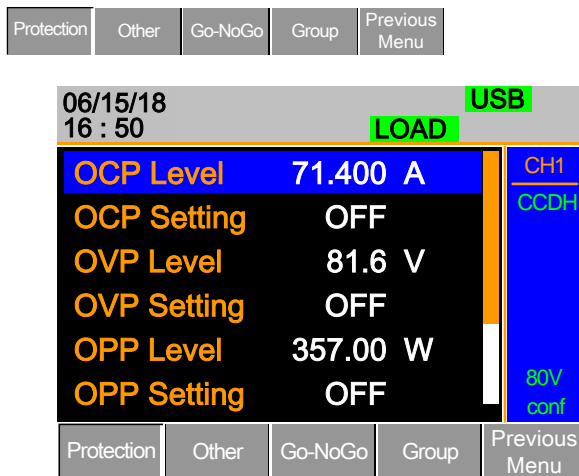 Protection Other Go-NoGo Group Previous Menu
06/15/18 USB
16 : 50 LOAD
OCP Level 71.400 A CH1
OCP Setting OFF CCDH
OVP Level 81.6 V
OVP Setting OFF
OPP Level 357.00 W
OPP Setting OFF 80V
conf
Protection Other Go-NoGo Group Previous Menu